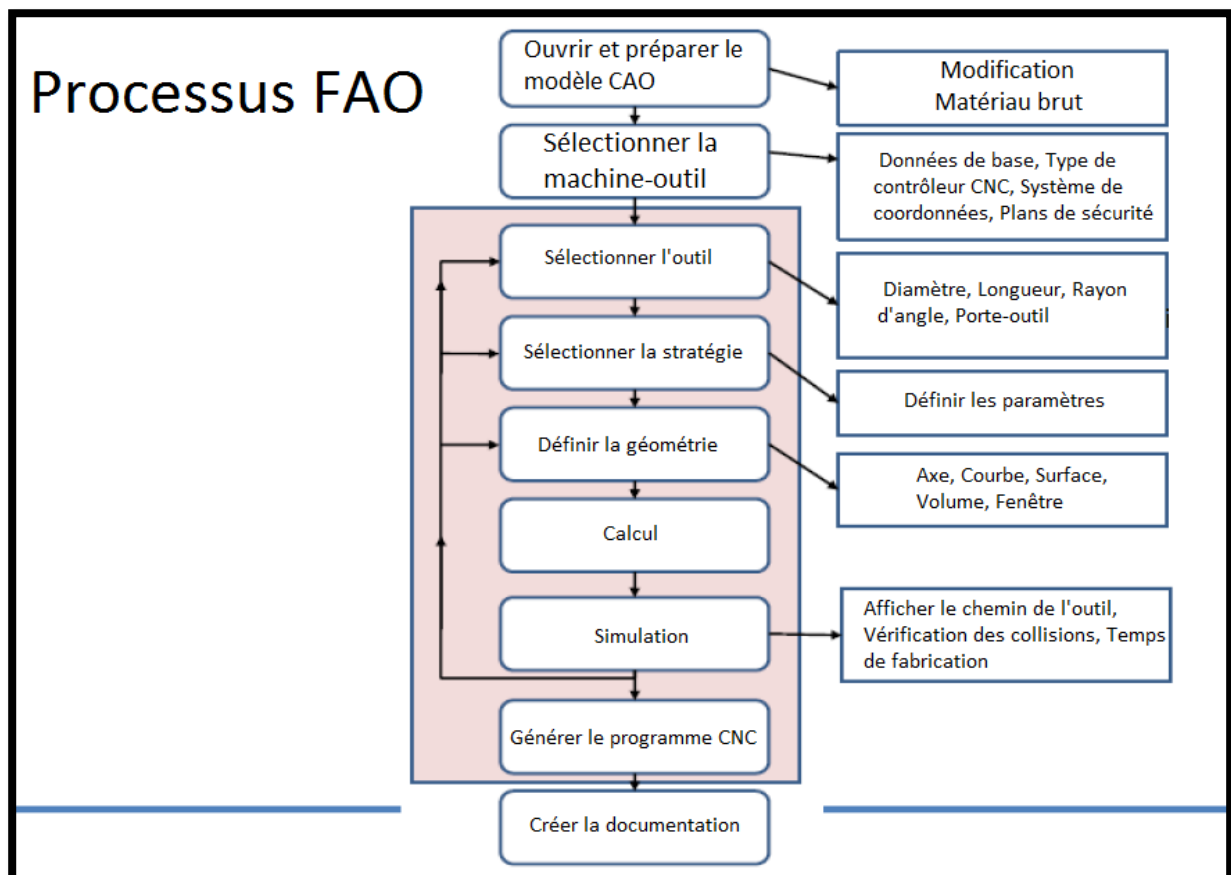 Processus FAO
Ouvrir et préparer le
modèle CAO
Modification
Matériau brut
Sélectionner la
machine-outil
Données de base, Type de
contrôleur CNC, Système de
coordonnées, Plans de sécurité
Sélectionner l'outil
Diamètre, Longueur, Rayon
d'angle, Porte-outil
Sélectionner la stratégie
Définir les paramètres
Définir la géométrie
Axe, Courbe, Surface,
Volume, Fenêtre
Calcul
Simulation
Afficher le chemin de l'outil,
Vérification des collisions, Temps
de fabrication
Générer le programme CNC
Créer la documentation